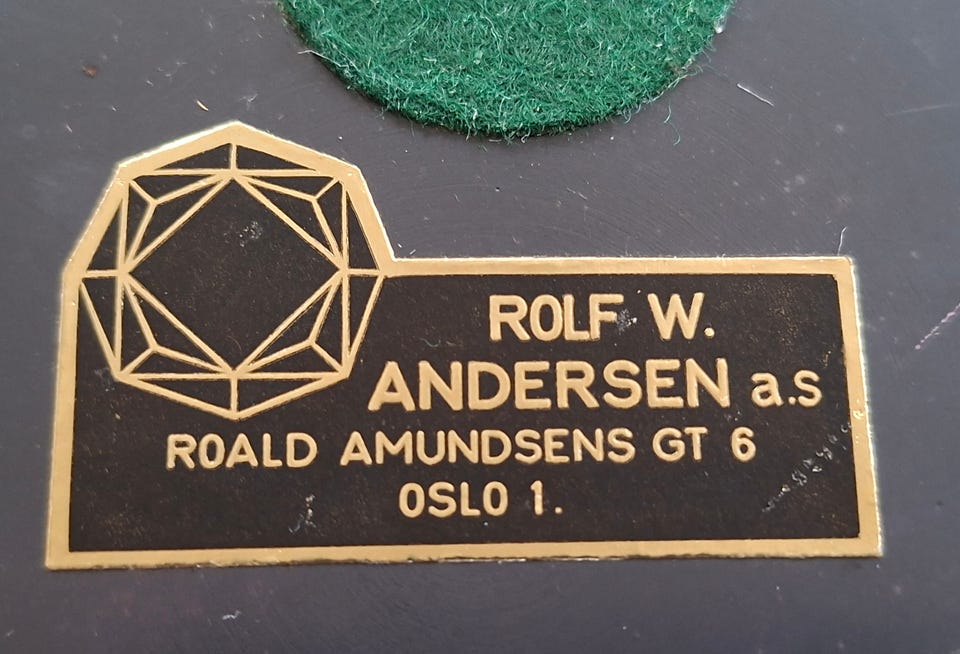 ROLF W.
ANDERSEN a.s
ROALD AMUNDSENS GT 6
OSLO 1.